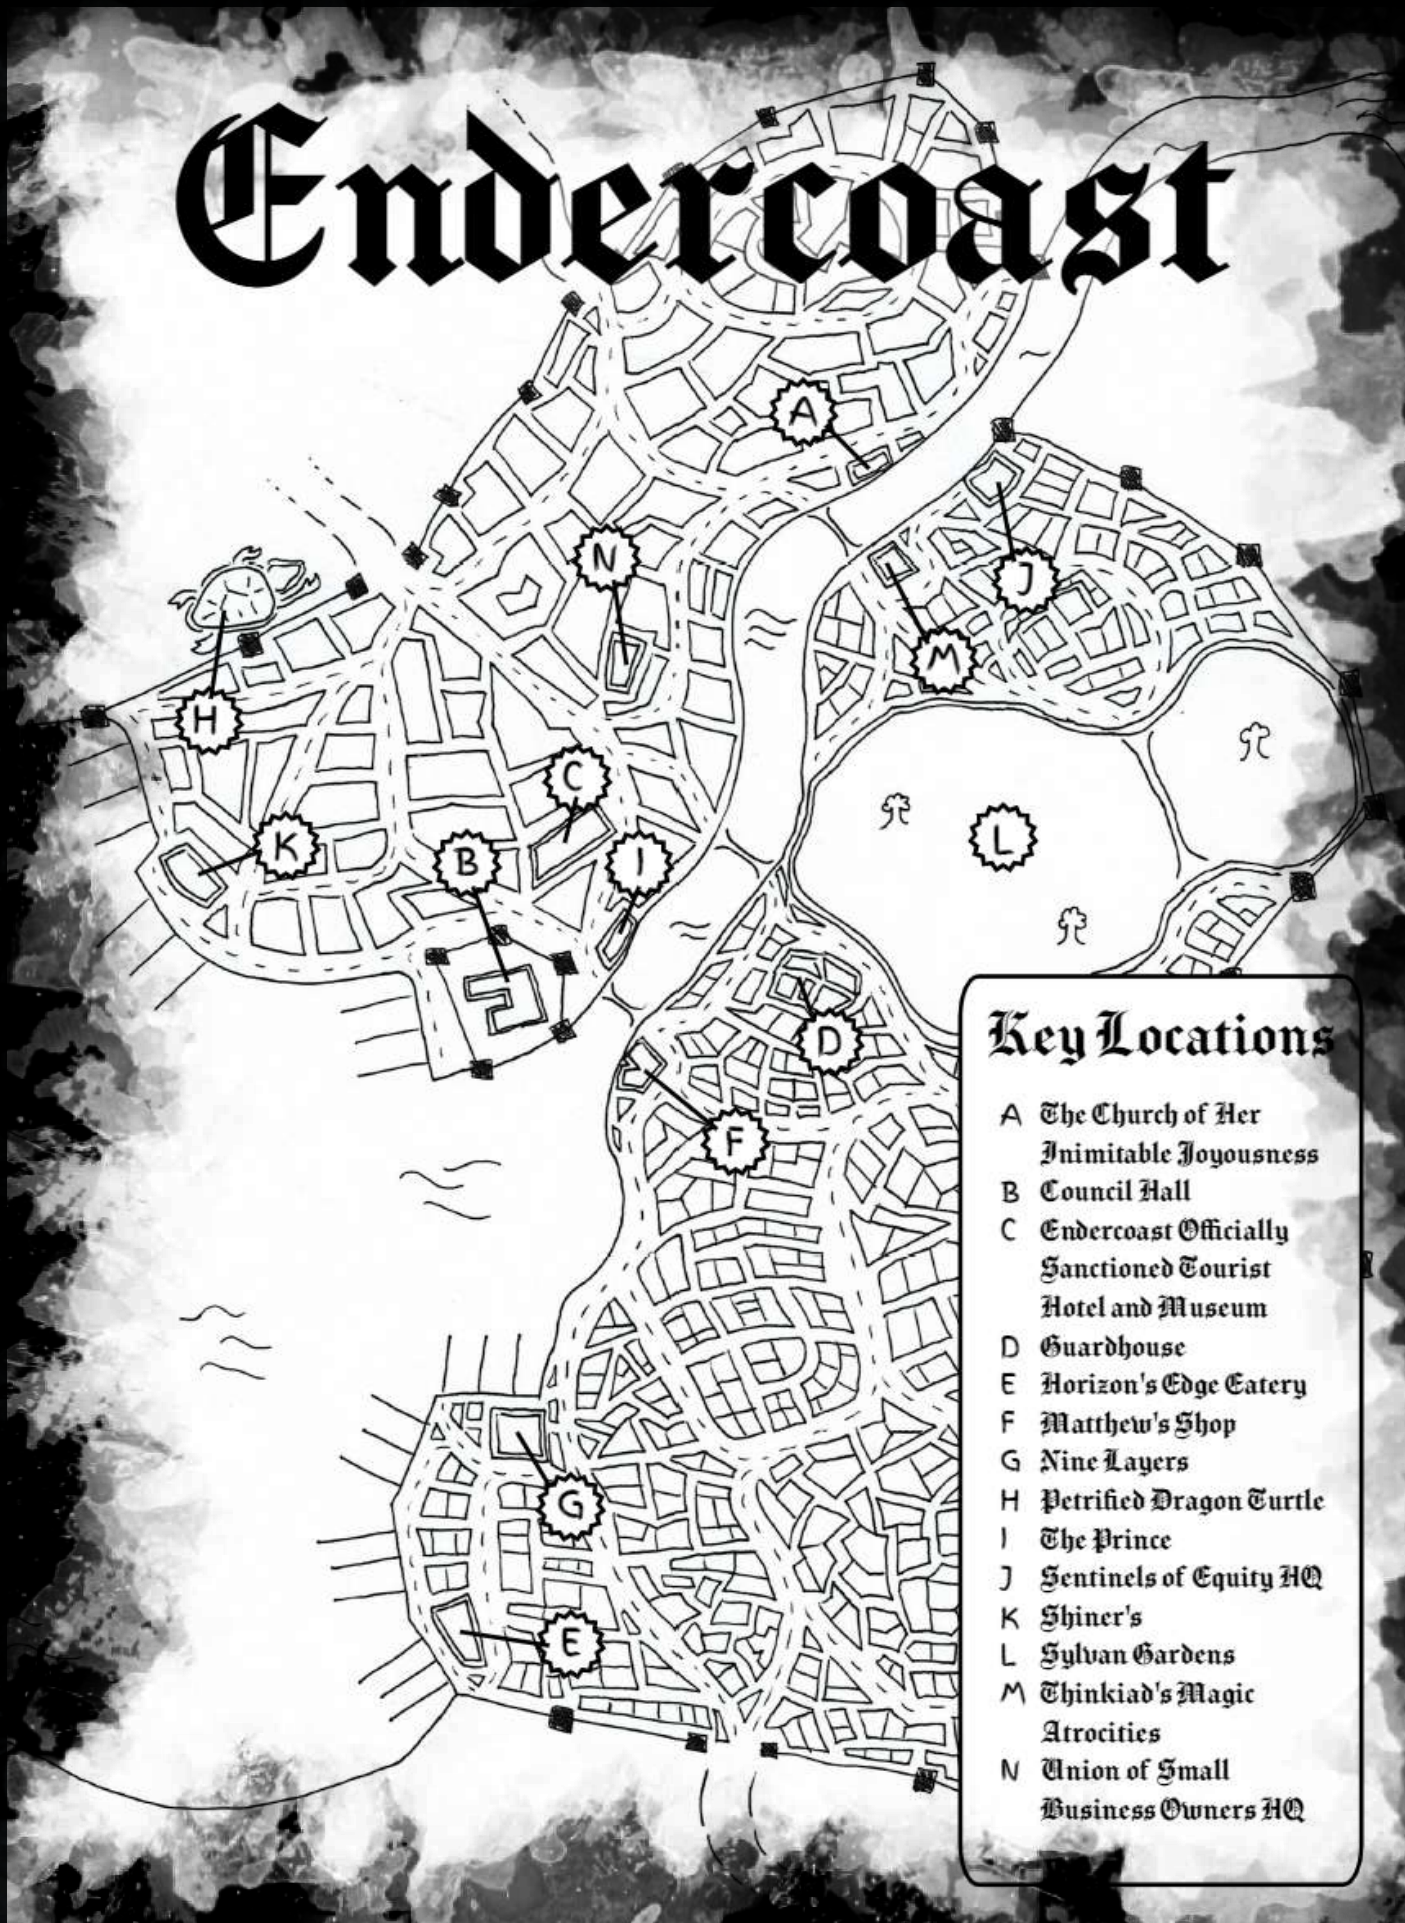 Endercoast
A
N
J
M
H
C
L
K
B
I
D
F
G
E
Key Locations
A The Church of Her
Inimitable Joyousness
B Council Hall
C Endercoast Officially
Sanctioned Tourist
Hotel and Museum
D Guardhouse
E Horizon's Edge Eatery
F Matthew's Shop
G Nine Layers
H Petrified Dragon Turtle
I The Prince
J Sentinels of Equity HQ
K Shiner's
L Sylvan Gardens
M Thinkiad's Magic
Atrocities
N Union of Small
Business Owners HQ